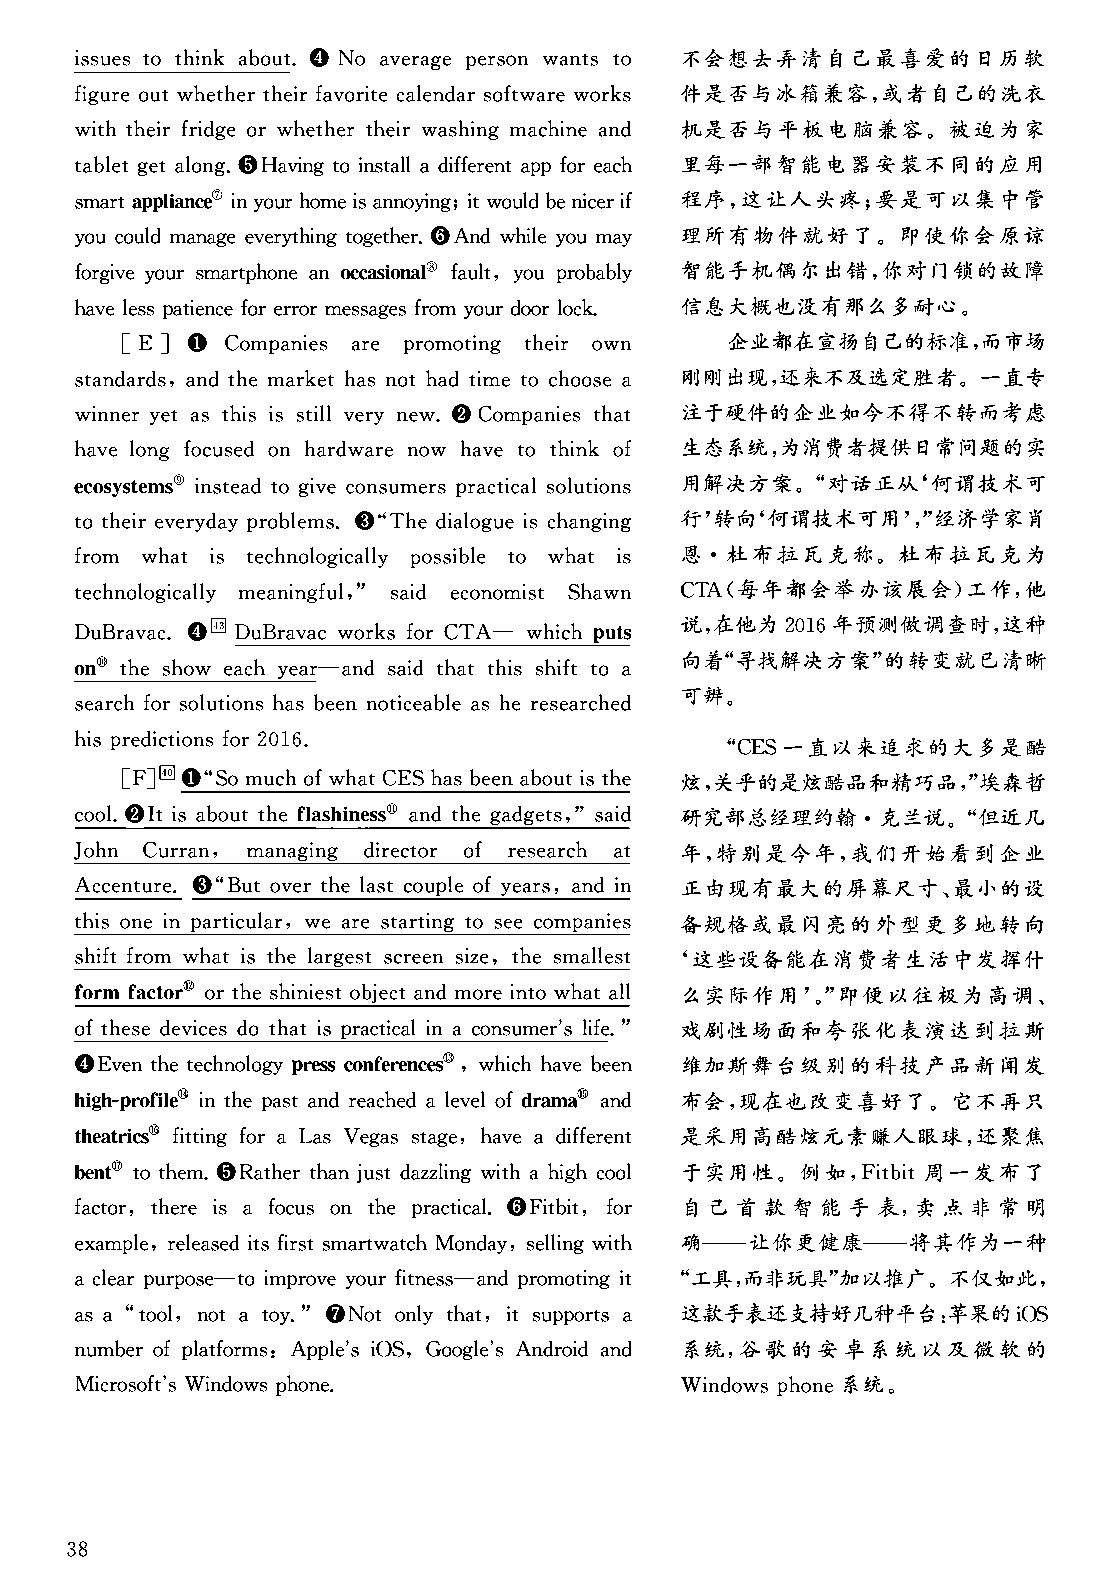 issues to think about. ❹ No average person wants to
figure out whether their favorite calendar software works
with their fridge or whether their washing machine and
tablet get along. ❺Having to install a different app for each
smart appliance⑦ in your home is annoying; it would be nicer if
you could manage everything together. ❻And while you may
forgive your smartphone an occasional⑧ fault, you probably
have less patience for error messages from your door lock.
[E] ❶ Companies are promoting their own
standards, and the market has not had time to choose a
winner yet as this is still very new. ❷Companies that
have long focused on hardware now have to think of
ecosystems⑨ instead to give consumers practical solutions
to their everyday problems. ❸“The dialogue is changing
from what is technologically possible to what is
technologically meaningful,” said economist Shawn
DuBravac. ❹[43] DuBravac works for CTA— which puts
on⑩ the show each year—and said that this shift to a
search for solutions has been noticeable as he researched
his predictions for 2016.
[F][40] ❶“So much of what CES has been about is the
cool. ❷It is about the flashiness⑪ and the gadgets,” said
John Curran, managing director of research at
Accenture. ❸“But over the last couple of years, and in
this one in particular, we are starting to see companies
shift from what is the largest screen size, the smallest
form factor⑫ or the shiniest object and more into what all
of these devices do that is practical in a consumer's life.”
❹Even the technology press conferences⑬, which have been
high-profile⑭ in the past and reached a level of drama⑮ and
theatrics⑯ fitting for a Las Vegas stage, have a different
bent⑰ to them. ❺Rather than just dazzling with a high cool
factor, there is a focus on the practical. ❻Fitbit, for
example, released its first smartwatch Monday, selling with
a clear purpose—to improve your fitness—and promoting it
as a “tool, not a toy.” ❼Not only that, it supports a
number of platforms: Apple's iOS, Google's Android and
Microsoft's Windows phone.
不会想去弄清自己最喜爱的日历软
件是否与冰箱兼容,或者自己的洗衣
机是否与平板电脑兼容。被迫为家
里每一部智能电器安装不同的应用
程序,这让人头疼;要是可以集中管
理所有物件就好了。即使你会原谅
智能手机偶尔出错,你对门锁的故障
信息大概也没有那么多耐心。
企业都在宣扬自己的标准,而市场
刚刚出现,还来不及选定胜者。一直专
注于硬件的企业如今不得不转而考虑
生态系统,为消费者提供日常问题的实
用解决方案。“对话正从‘何谓技术可
行’转向‘何谓技术可用’,”经济学家肖
恩·杜布拉瓦克称。杜布拉瓦克为
CTA(每年都会举办该展会)工作,他
说,在他为 2016 年预测做调查时,这种
向着“寻找解决方案”的转变就已清晰
可辨。
“CES 一直以来追求的大多是酷
炫,关乎的是炫酷品和精巧品,”埃森哲
研究部总经理约翰·克兰说。“但近几
年,特别是今年,我们开始看到企业
正由现有最大的屏幕尺寸、最小的设
备规格或最闪亮的外型更多地转向
‘这些设备能在消费者生活中发挥什
么实际作用’。”即便以往极为高调、
戏剧性场面和夸张化表演达到拉斯
维加斯舞台级别的科技产品新闻发
布会,现在也改变喜好了。它不再只
是采用高酷炫元素赚人眼球,还聚焦
于实用性。例如,Fitbit 周一发布了
自己首款智能手表,卖点非常明
确——让你更健康——将其作为一种
“工具,而非玩具”加以推广。不仅如此,
这款手表还支持好几种平台:苹果的 iOS
系统,谷歌的安卓系统以及微软的
Windows phone 系统。
38